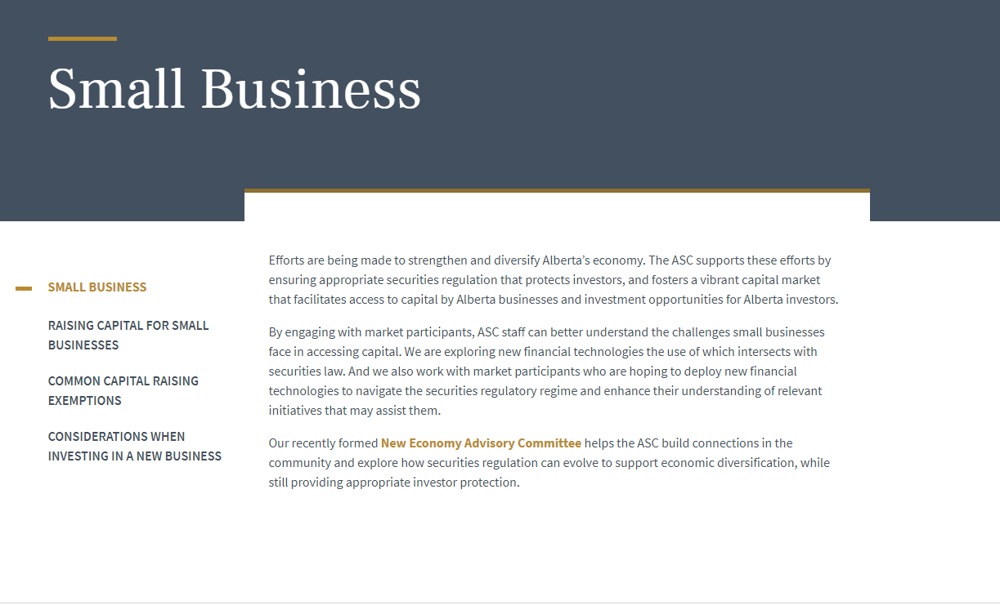 Small Business
SMALL BUSINESS
RAISING CAPITAL FOR SMALL
BUSINESSES
COMMON CAPITAL RAISING
EXEMPTIONS
CONSIDERATIONS WHEN
INVESTING IN A NEW BUSINESS
Efforts are being made to strengthen and diversify Alberta’s economy. The ASC supports these efforts by
ensuring appropriate securities regulation that protects investors, and fosters a vibrant capital market
that facilitates access to capital by Alberta businesses and investment opportunities for Alberta investors.
By engaging with market participants, ASC staff can better understand the challenges small businesses
face in accessing capital. We are exploring new financial technologies the use of which intersects with
securities law. And we also work with market participants who are hoping to deploy new financial
technologies to navigate the securities regulatory regime and enhance their understanding of relevant
initiatives that may assist them.
Our recently formed New Economy Advisory Committee helps the ASC build connections in the
community and explore how securities regulation can evolve to support economic diversification, while
still providing appropriate investor protection.